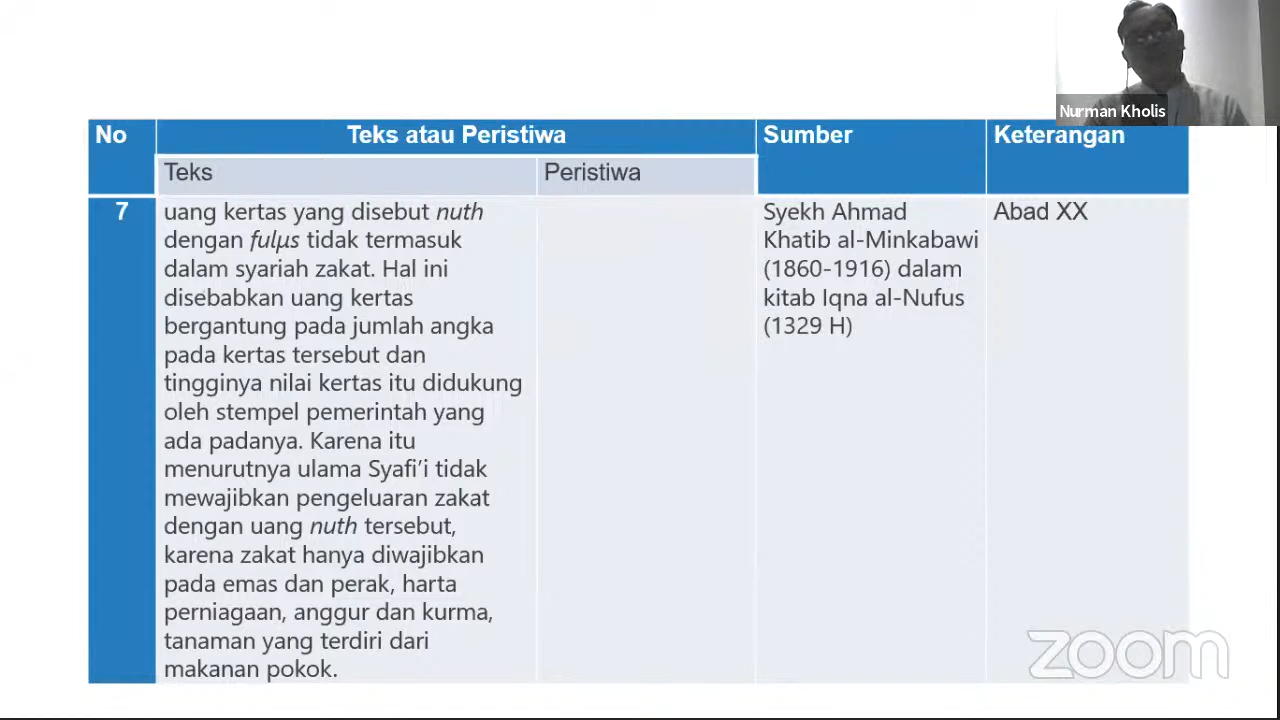 Nurman Kholis
No
Teks atau Peristiwa
Sumber
Keterangan
Teks
Peristiwa
7
uang kertas yang disebut nuth
dengan fulµs tidak termasuk
dalam syariah zakat. Hal ini
disebabkan uang kertas
bergantung pada jumlah angka
pada kertas tersebut dan
tingginya nilai kertas itu didukung
oleh stempel pemerintah yang
ada padanya. Karena itu
menurutnya ulama Syafi’i tidak
mewajibkan pengeluaran zakat
dengan uang nuth tersebut,
karena zakat hanya diwajibkan
pada emas dan perak, harta
perniagaan, anggur dan kurma,
tanaman yang terdiri dari
makanan pokok.
Syekh Ahmad
Khatib al-Minkabawi
(1860-1916) dalam
kitab Iqna al-Nufus
(1329 H)
Abad XX
zoom